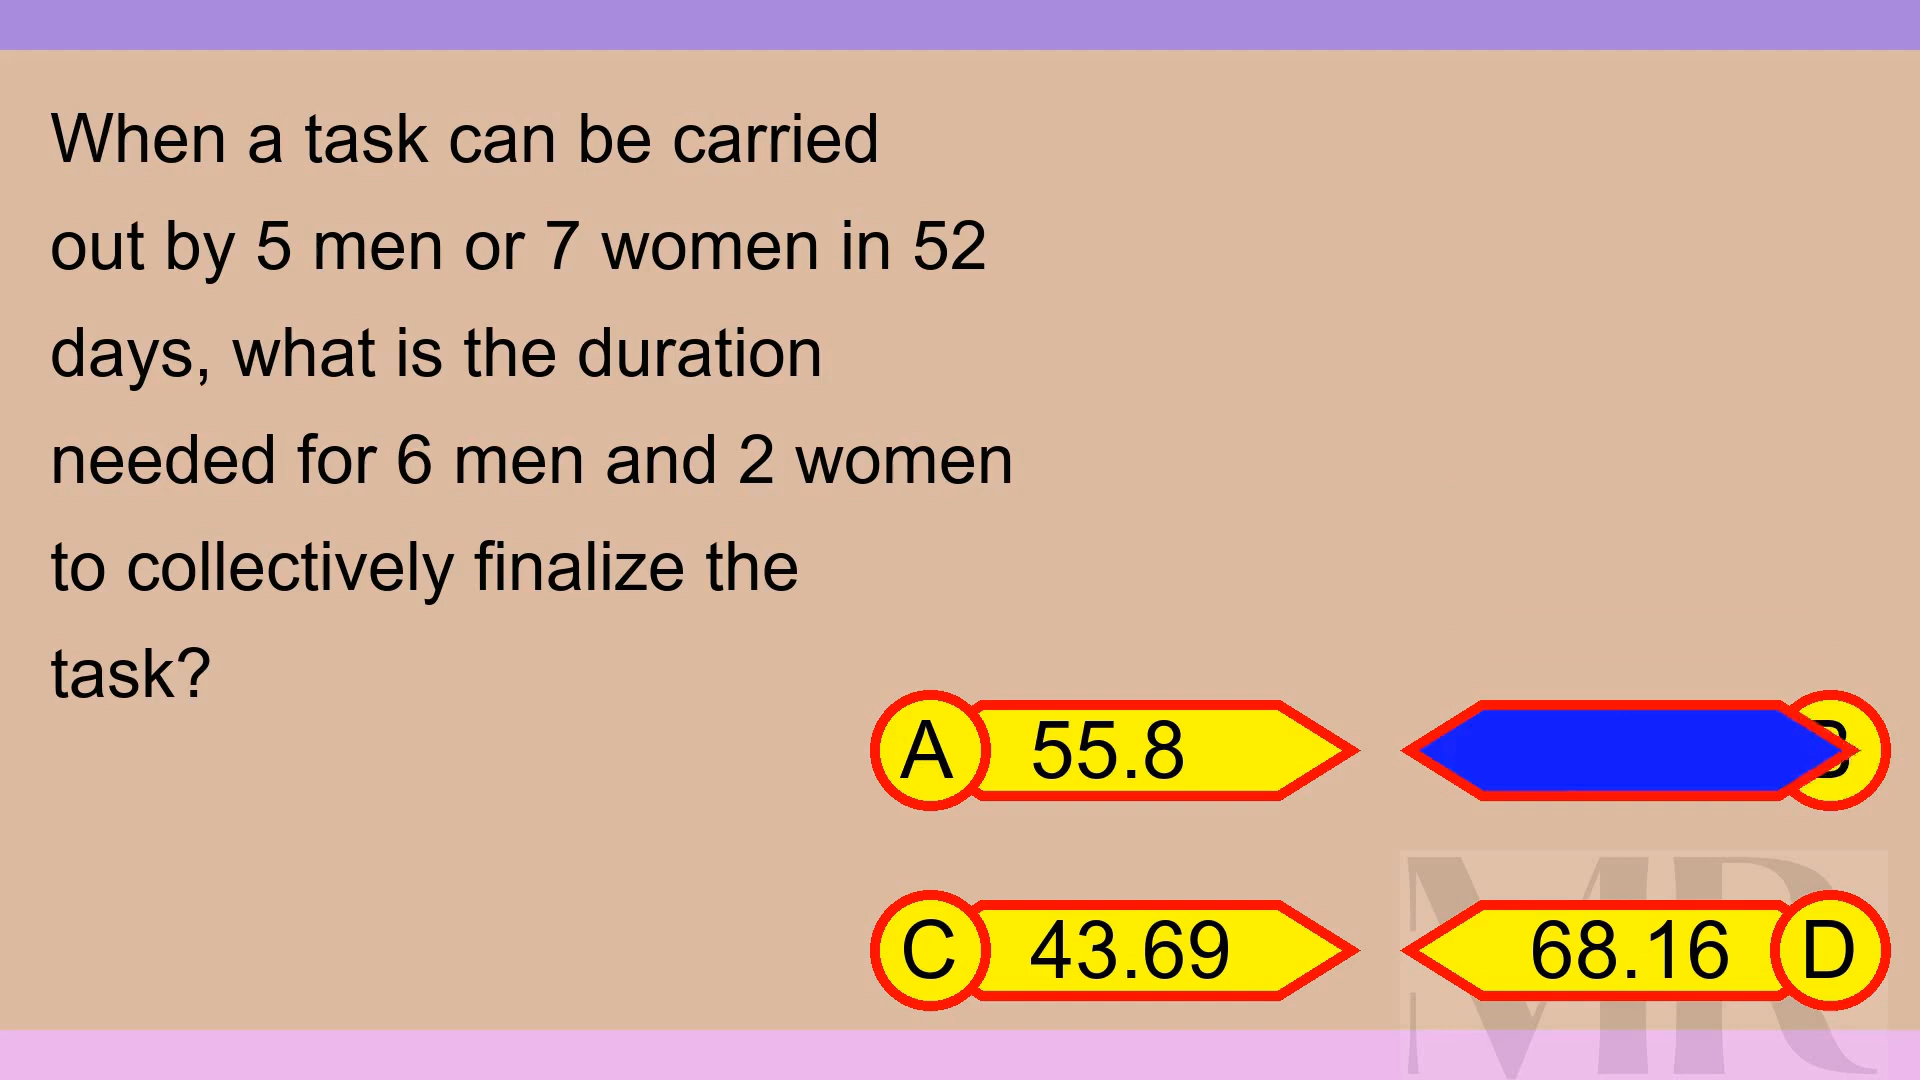 When a task can be carried
out by 5 men or 7 women in 52
days, what is the duration
needed for 6 men and 2 women
to collectively finalize the
task?
A 55.8
B
C 43.69
68.16 D
MR